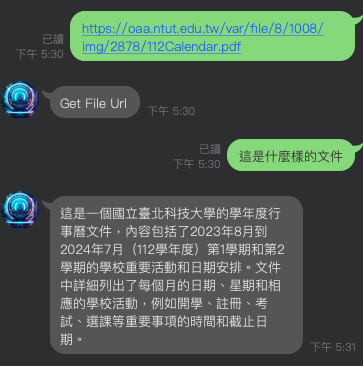 https://oaa.ntut.edu.tw/var/file/8/1008/
img/2878/112Calendar.pdf
已讀
下午 5:30
Get File Url
下午 5:30
這是什麼樣的文件
已讀
下午 5:30
這是一個國立臺北科技大學的學年度行
事曆文件，內容包括了2023年8月到
2024年7月（112學年度）第1學期和第2
學期的學校重要活動和日期安排。文件
中詳細列出了每個月的日期、星期和相
應的學校活動，例如開學、註冊、考
試、選課等重要事項的時間和截止日
期。
下午 5:31